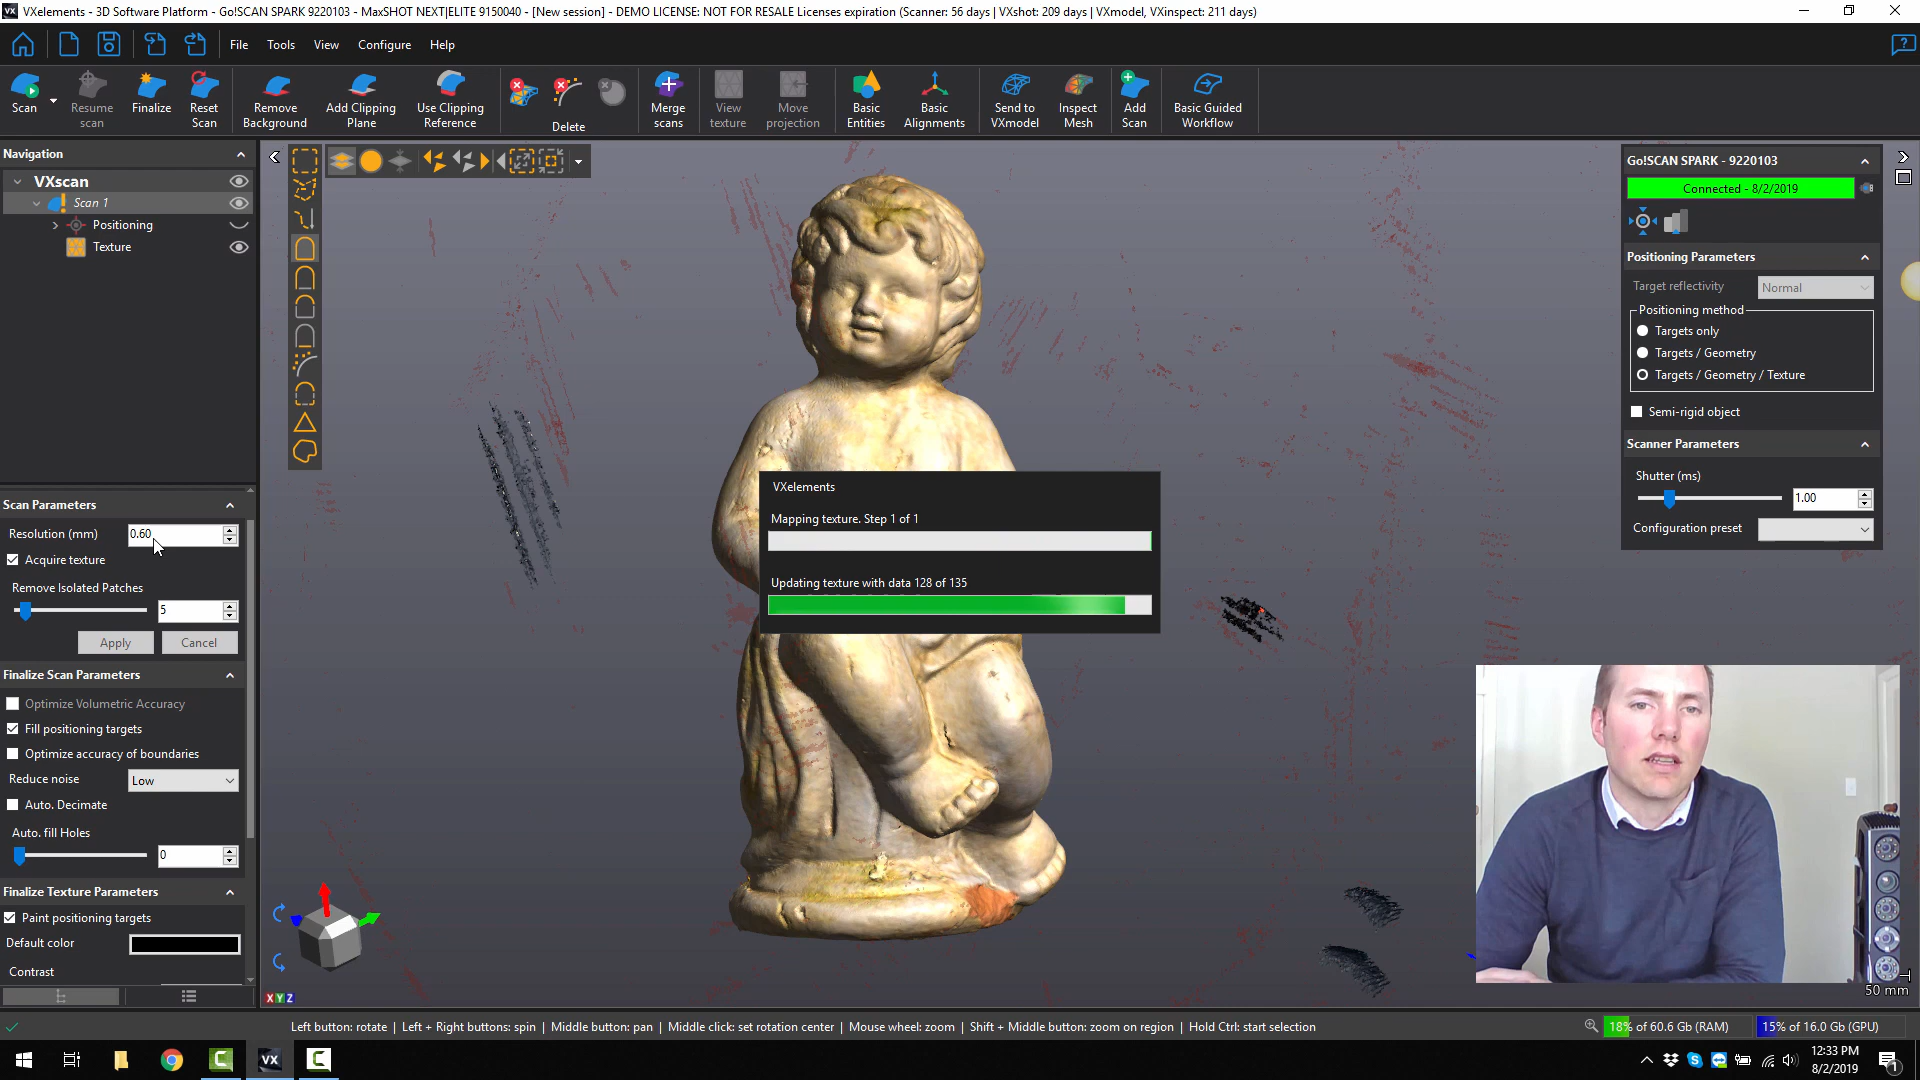 VXelements - 3D Software Platform - Go!SCAN SPARK 9220103 - MaxSHOT NEXT|ELITE 9150040 - [New session] - DEMO LICENSE: NOT FOR RESALE Licenses expiration (Scanner: 56 days | VXshot: 209 days | VXmodel, VXinspect: 211 days)
File Tools View Configure Help
Scan
Resume scan
Finalize
Reset Scan
Remove Background
Add Clipping Plane
Use Clipping Reference
Delete
Merge scans
View texture
Move projection
Basic Entities
Basic Alignments
Send to VXmodel
Inspect Mesh
Add Scan
Basic Guided Workflow
Navigation
VXscan
Scan 1
Positioning
Texture
Scan Parameters
Resolution (mm) 0.60
Acquire texture
Remove Isolated Patches
5
Apply Cancel
Finalize Scan Parameters
Optimize Volumetric Accuracy
Fill positioning targets
Optimize accuracy of boundaries
Reduce noise Low
Auto. Decimate
Auto. fill Holes
0
Finalize Texture Parameters
Paint positioning targets
Default color
Contrast
VXelements
Mapping texture. Step 1 of 1
Updating texture with data 128 of 135
Go!SCAN SPARK - 9220103
Connected - 8/2/2019
Positioning Parameters
Target reflectivity Normal
Positioning method
Targets only
Targets / Geometry
Targets / Geometry / Texture
Semi-rigid object
Scanner Parameters
Shutter (ms)
1.00
Configuration preset
50 mm
X Y Z
Left button: rotate | Left + Right buttons: spin | Middle button: pan | Middle click: set rotation center | Mouse wheel: zoom | Shift + Middle button: zoom on region | Hold Ctrl: start selection
18% of 60.6 Gb (RAM) 15% of 16.0 Gb (GPU)
VX
12:33 PM
8/2/2019
1